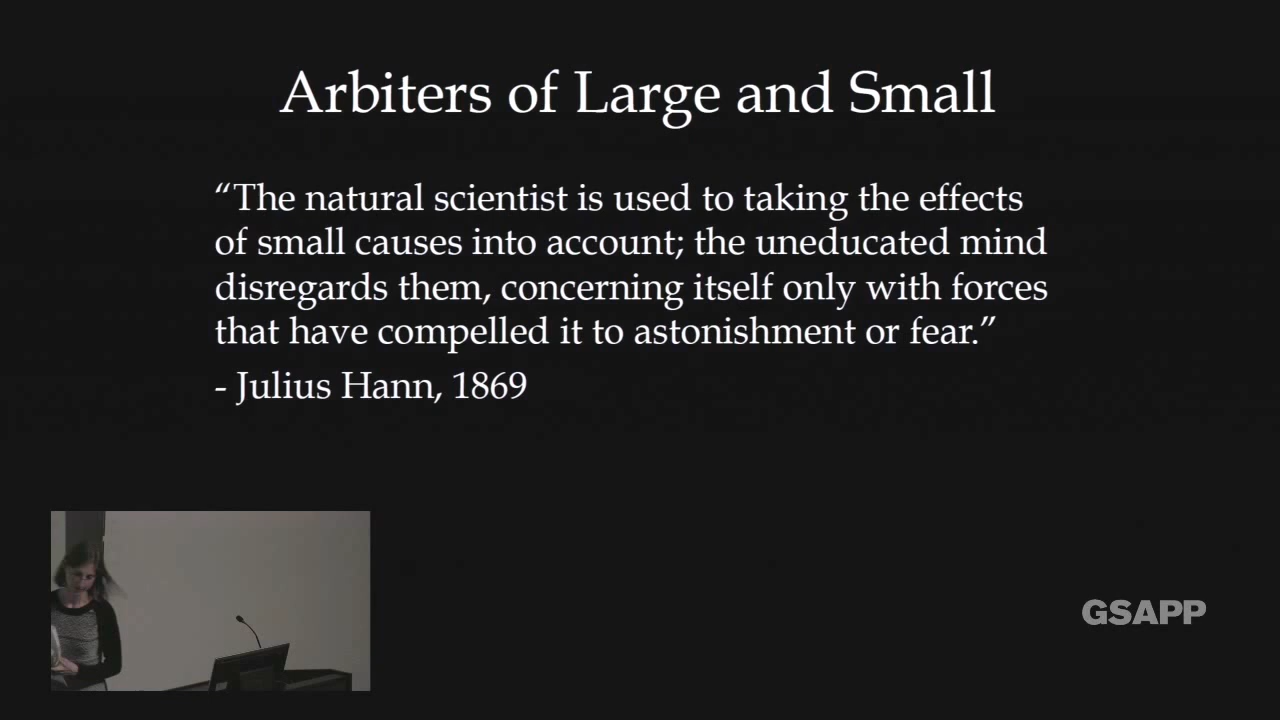 Arbiters of Large and Small
“The natural scientist is used to taking the effects
of small causes into account; the uneducated mind
disregards them, concerning itself only with forces
that have compelled it to astonishment or fear.”
- Julius Hann, 1869
GSAPP